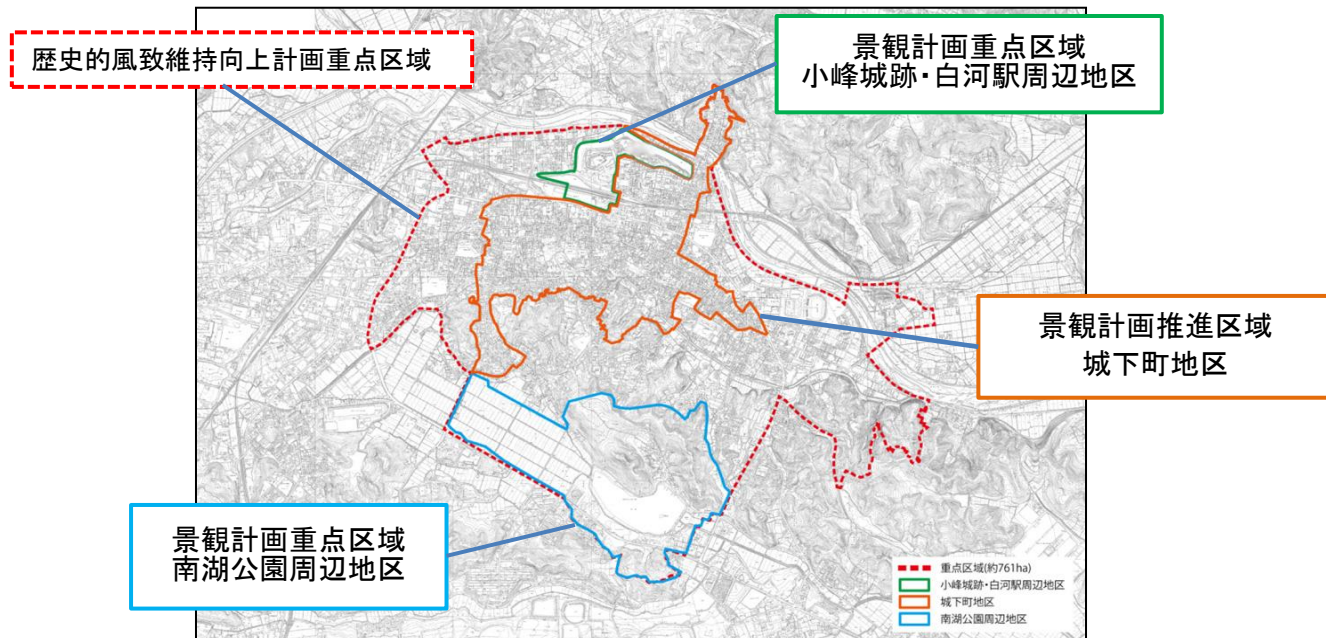 歴史的風致維持向上計画重点区域
景観計画重点区域
小峰城跡・白河駅周辺地区
景観計画推進区域
城下町地区
景観計画重点区域
南湖公園周辺地区
重点区域(約761ha)
小峰城跡・白河駅周辺地区
城下町地区
南湖公園周辺地区